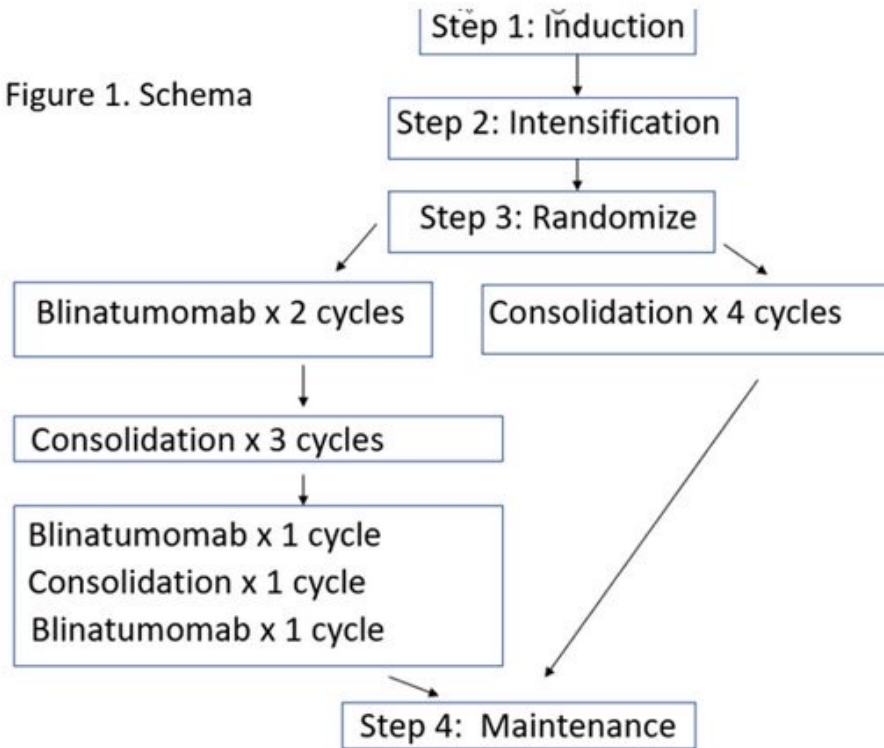 Step 1: Induction
Figure 1. Schema
Step 2: Intensification
Step 3: Randomize
Blinatumomab x 2 cycles
Consolidation x 4 cycles
Consolidation x 3 cycles
Blinatumomab x 1 cycle
Consolidation x 1 cycle
Blinatumomab x 1 cycle
Step 4: Maintenance